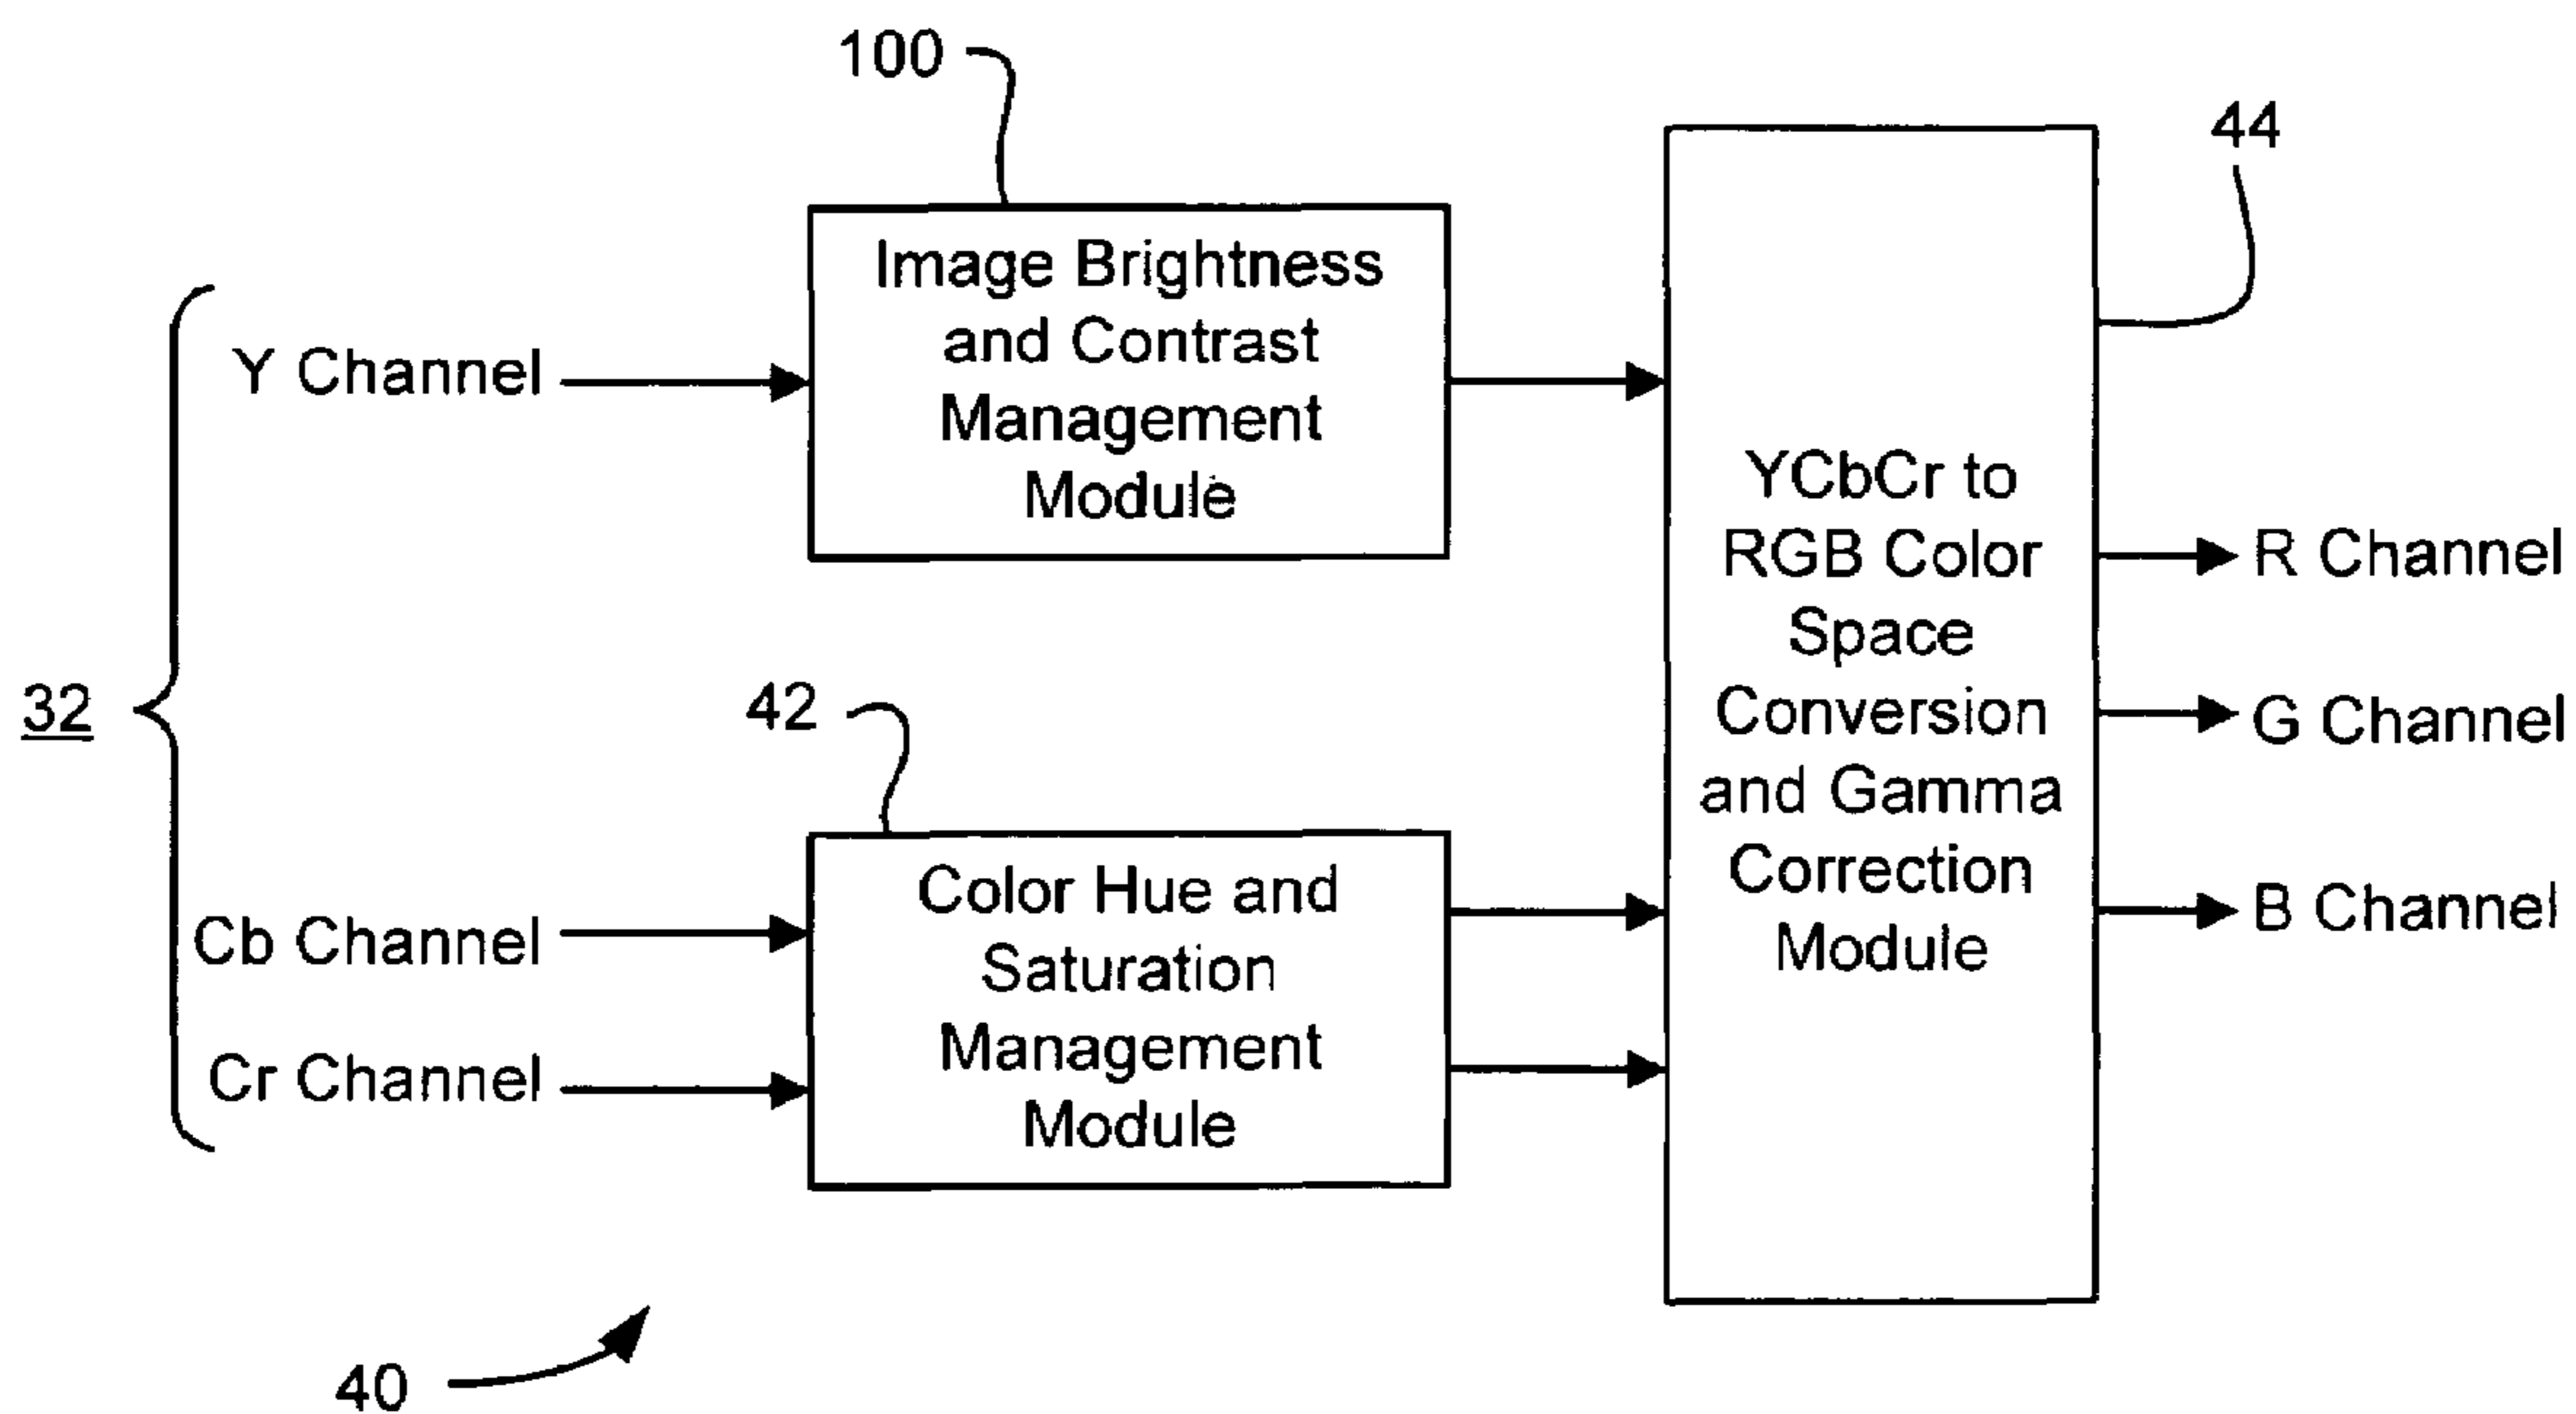 100
44
Image Brightness
and Contrast
Management
Module
Y Channel
YCbCr to
RGB Color
Space
Conversion
and Gamma
Correction
Module
R Channel
G Channel
B Channel
32
42
Color Hue and
Saturation
Management
Module
Cb Channel
Cr Channel
40